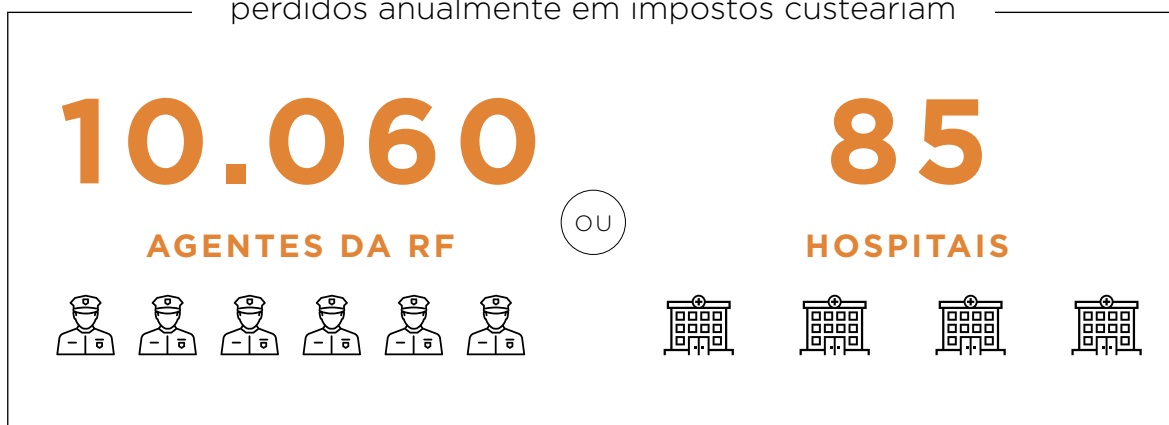 perdidos anualmente em impostos custeariam
10.060
85
OU
AGENTES DA RF
HOSPITAIS